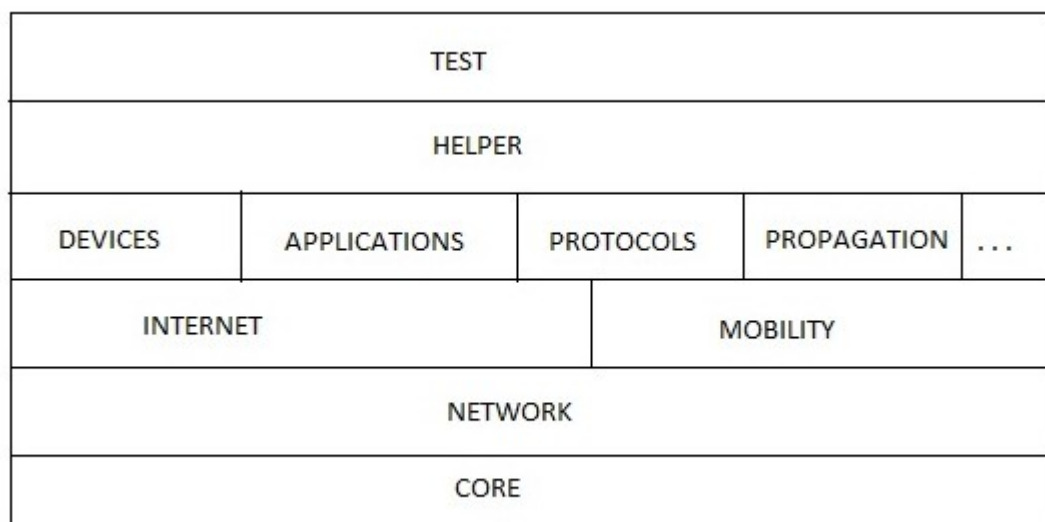 TEST
HELPER
DEVICES APPLICATIONS PROTOCOLS PROPAGATION ...
INTERNET MOBILITY
NETWORK
CORE